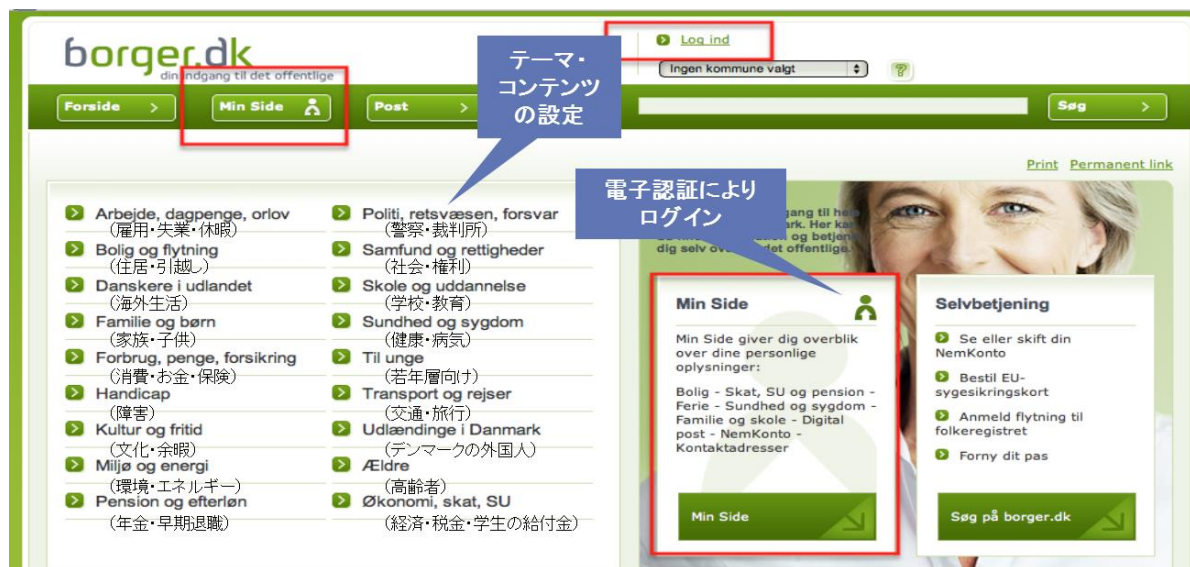 borger.dk
din indgang til det offentlige
テーマ・
コンテンツ
の設定
Log ind
Ingen kommune valgt
?
Forside >
Min Side
Post >
Søg >
Print Permanent link
電子認証により
ログイン
Arbejde, dagpenge, orlov
(雇用・失業・休暇)
Bolig og flytning
(住居・引越し)
Danskere i udlandet
(海外生活)
Familie og børn
(家族・子供)
Forbrug, penge, forsikring
(消費・お金・保険)
Handicap
(障害)
Kultur og fritid
(文化・余暇)
Miljø og energi
(環境・エネルギー)
Pension og efterløn
(年金・早期退職)
Politi, retsvæsen, forsvar
(警察・裁判所)
Samfund og rettigheder
(社会・権利)
Skole og uddannelse
(学校・教育)
Sundhed og sygdom
(健康・病気)
Til unge
(若年層向け)
Transport og rejser
(交通・旅行)
Udlændinge i Danmark
(デンマークの外国人)
Ældre
(高齢者)
Økonomi, skat, SU
(経済・税金・学生の給付金)
gang til
ark. Her
og betjene
dig selv det offentlige.
Min Side
Min Side giver dig overblik
over dine personlige
oplysninger:
Bolig - Skat, SU og pension -
Ferie - Sundhed og sygdom -
Familie og skole - Digital
post - NemKonto -
Kontaktadresser
Min Side
Selvbetjening
Se eller skift din
NemKonto
Bestil EU-
sygesikringskort
Anmeld flytning til
folkeregistret
Forny dit pas
Søg på borger.dk